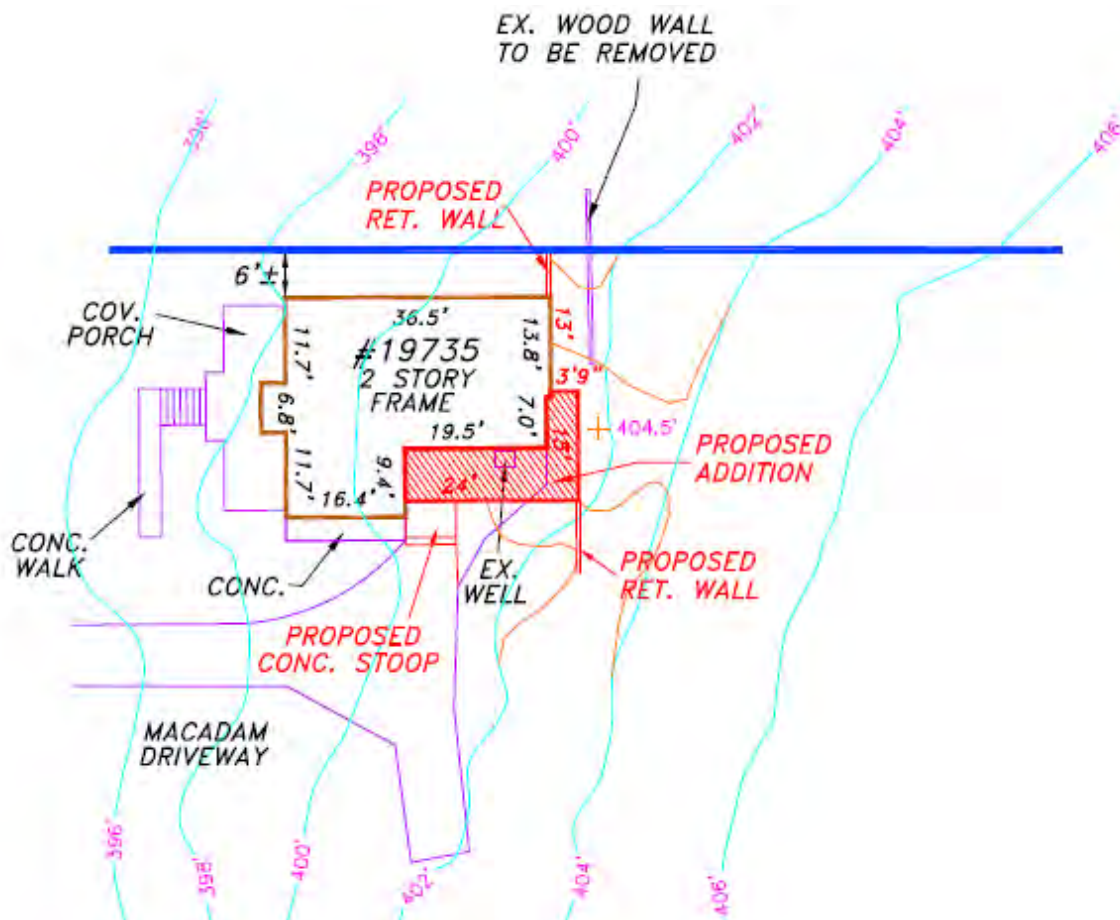 EX. WOOD WALL
TO BE REMOVED
396'
398'
400'
402'
404'
406'
PROPOSED
RET. WALL
6'±
COV.
PORCH
36.5'
#19735
2 STORY
FRAME
11.7'
6.8'
11.7'
13.8'
13'
3'9"
7.0'
19.5'
15'
404.5'
PROPOSED
ADDITION
9.4'
24'
16.4'
CONC.
WALK
CONC.
EX.
WELL
PROPOSED
RET. WALL
PROPOSED
CONC. STOOP
MACADAM
DRIVEWAY
396'
398'
400'
402'
404'
406'